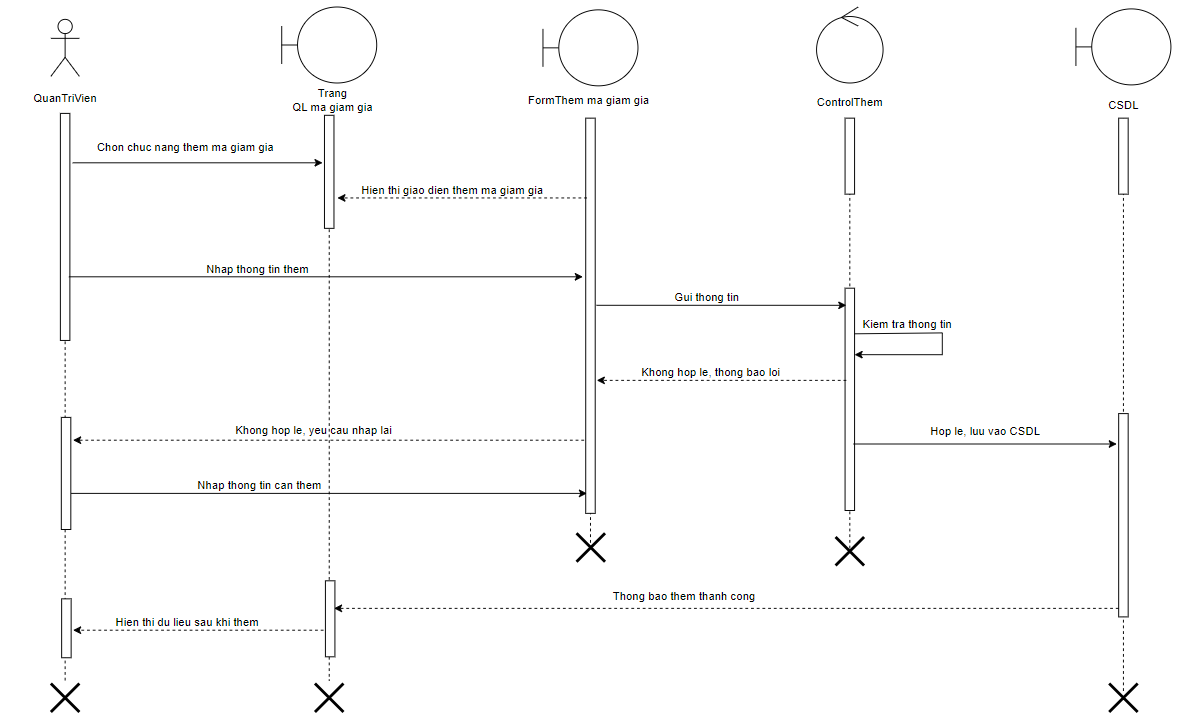 QuanTriVien
Trang
QL ma giam gia
FormThem ma giam gia
ControlThem
CSDL
Chon chuc nang them ma giam gia
Hien thi giao dien them ma giam gia
Nhap thong tin them
Gui thong tin
Kiem tra thong tin
Khong hop le, thong bao loi
Khong hop le, yeu cau nhap lai
Hop le, luu vao CSDL
Nhap thong tin can them
Thong bao them thanh cong
Hien thi du lieu sau khi them